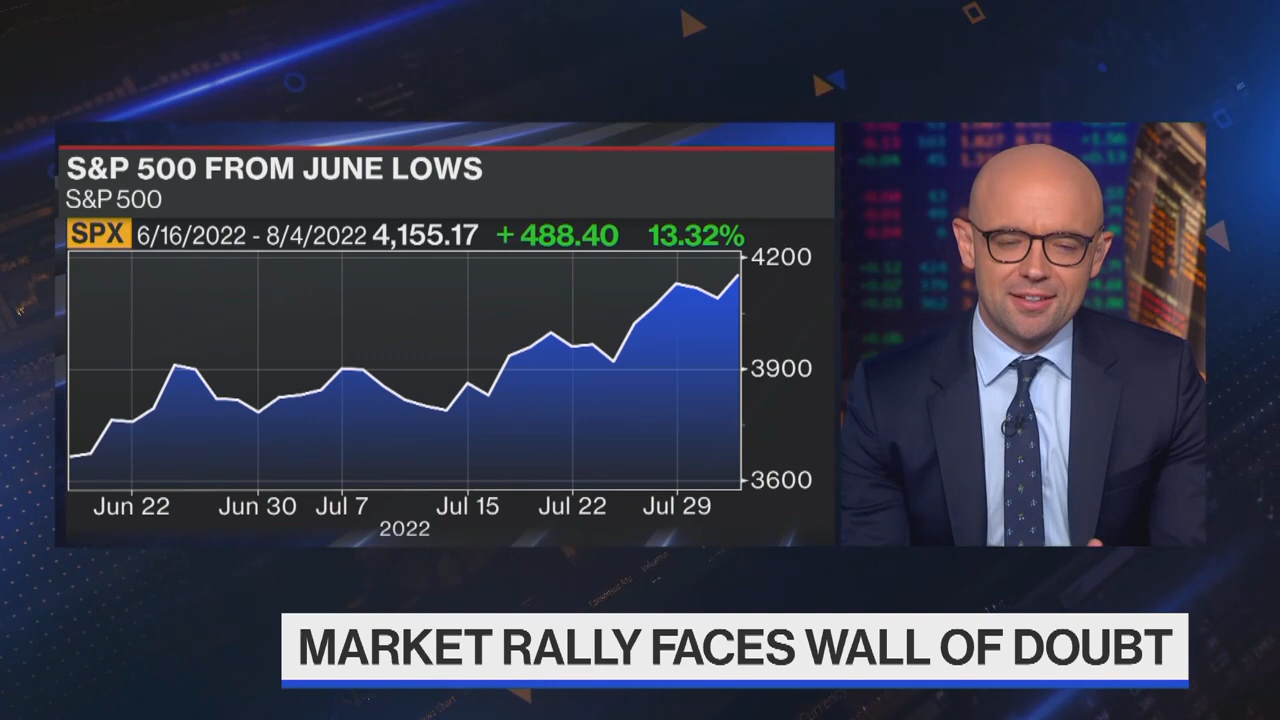 S&P 500 FROM JUNE LOWS
S&P 500
SPX 6/16/2022 - 8/4/2022 4,155.17 +488.40 13.32%
4200
3900
3600
Jun 22 Jun 30 Jul 7 Jul 15 Jul 22 Jul 29
2022
MARKET RALLY FACES WALL OF DOUBT